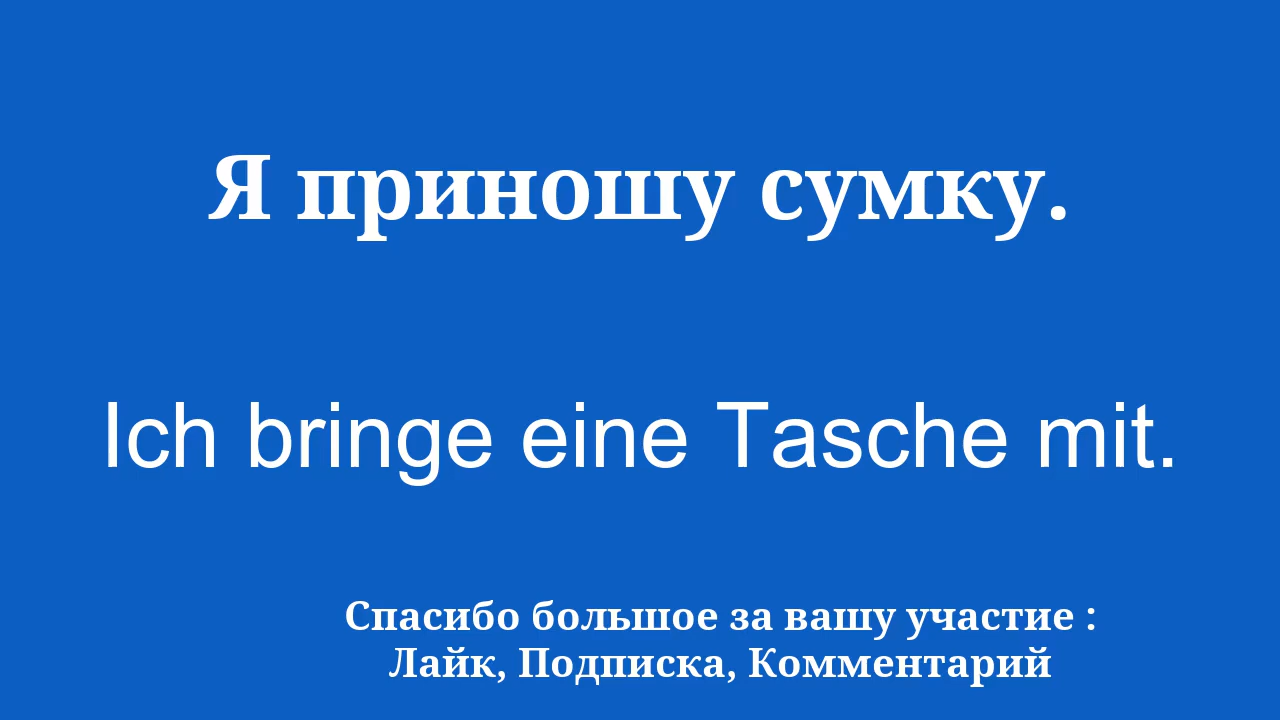 Я приношу сумку.
Ich bringe eine Tasche mit.
Спасибо большое за вашу участие :
Лайк, Подписка, Комментарий